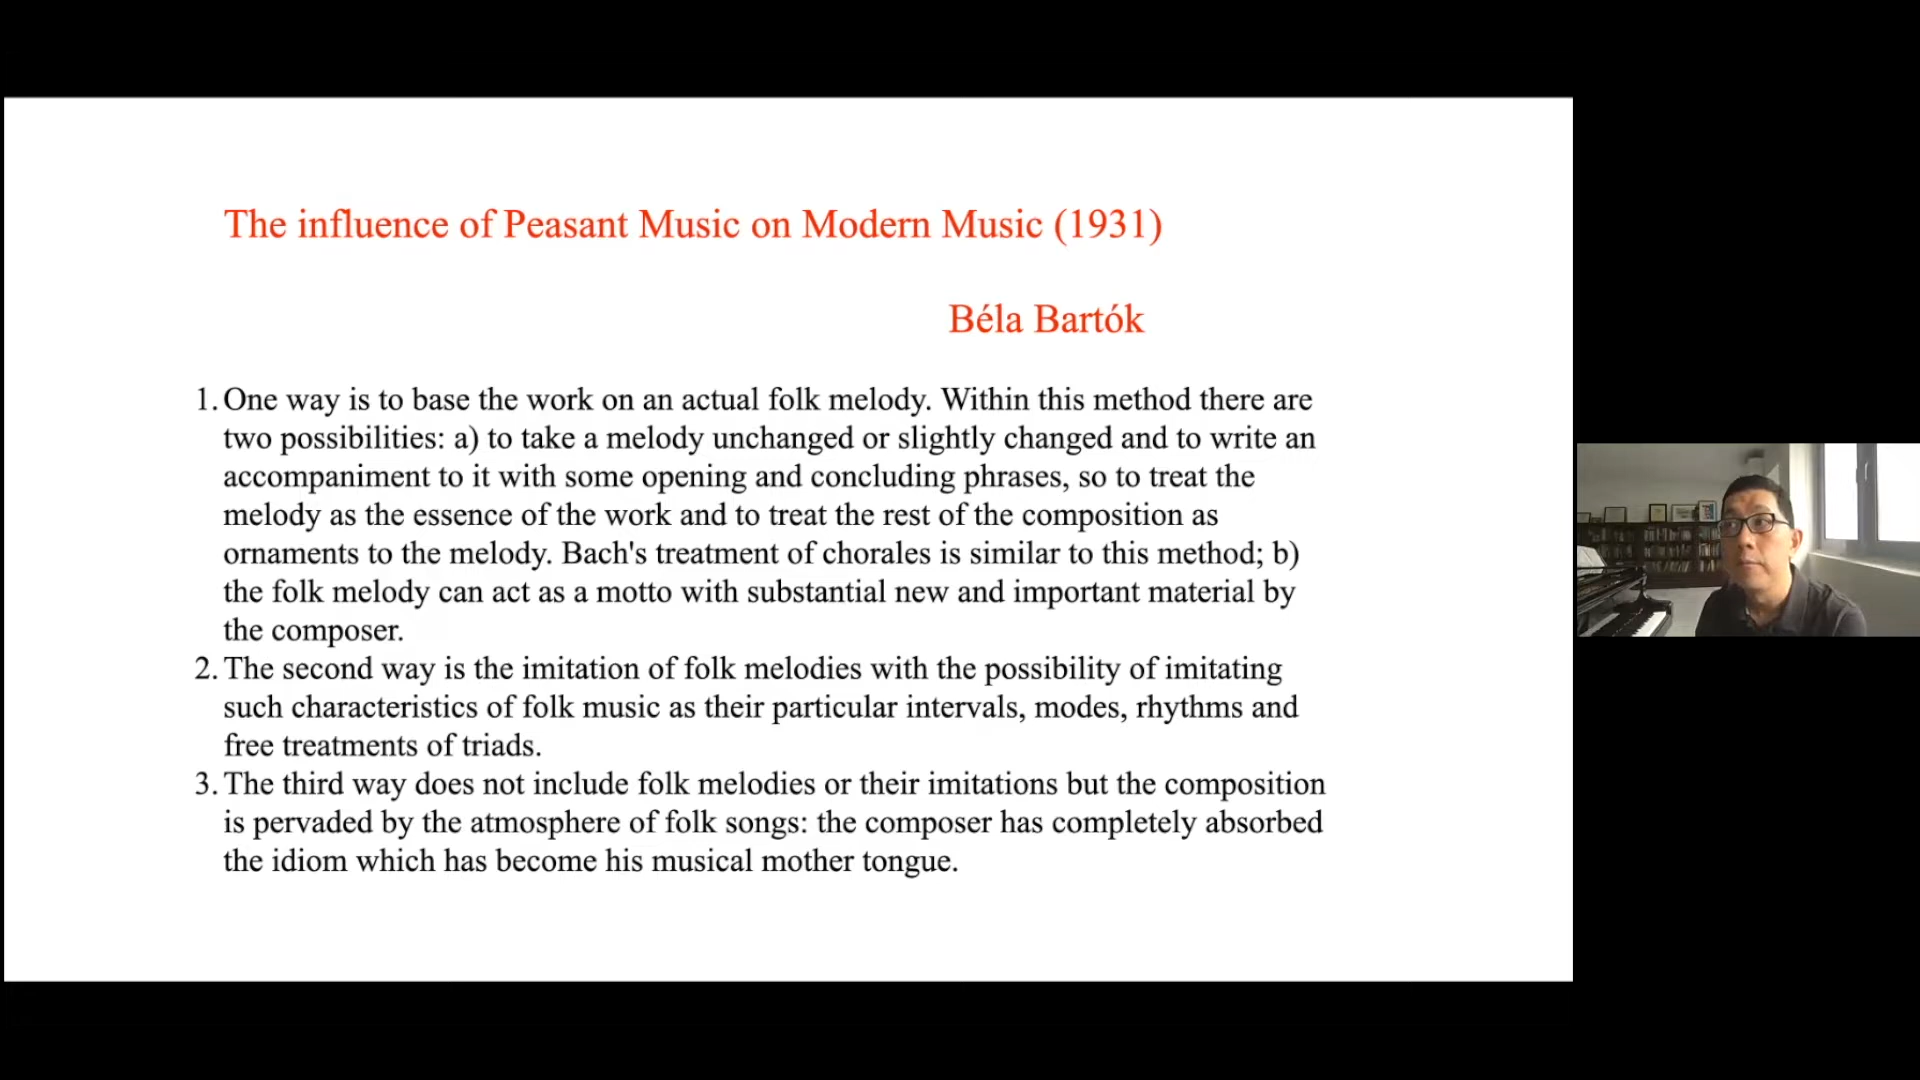 The influence of Peasant Music on Modern Music (1931)
Béla Bartók
1. One way is to base the work on an actual folk melody. Within this method there are
two possibilities: a) to take a melody unchanged or slightly changed and to write an
accompaniment to it with some opening and concluding phrases, so to treat the
melody as the essence of the work and to treat the rest of the composition as
ornaments to the melody. Bach's treatment of chorales is similar to this method; b)
the folk melody can act as a motto with substantial new and important material by
the composer.
2. The second way is the imitation of folk melodies with the possibility of imitating
such characteristics of folk music as their particular intervals, modes, rhythms and
free treatments of triads.
3. The third way does not include folk melodies or their imitations but the composition
is pervaded by the atmosphere of folk songs: the composer has completely absorbed
the idiom which has become his musical mother tongue.